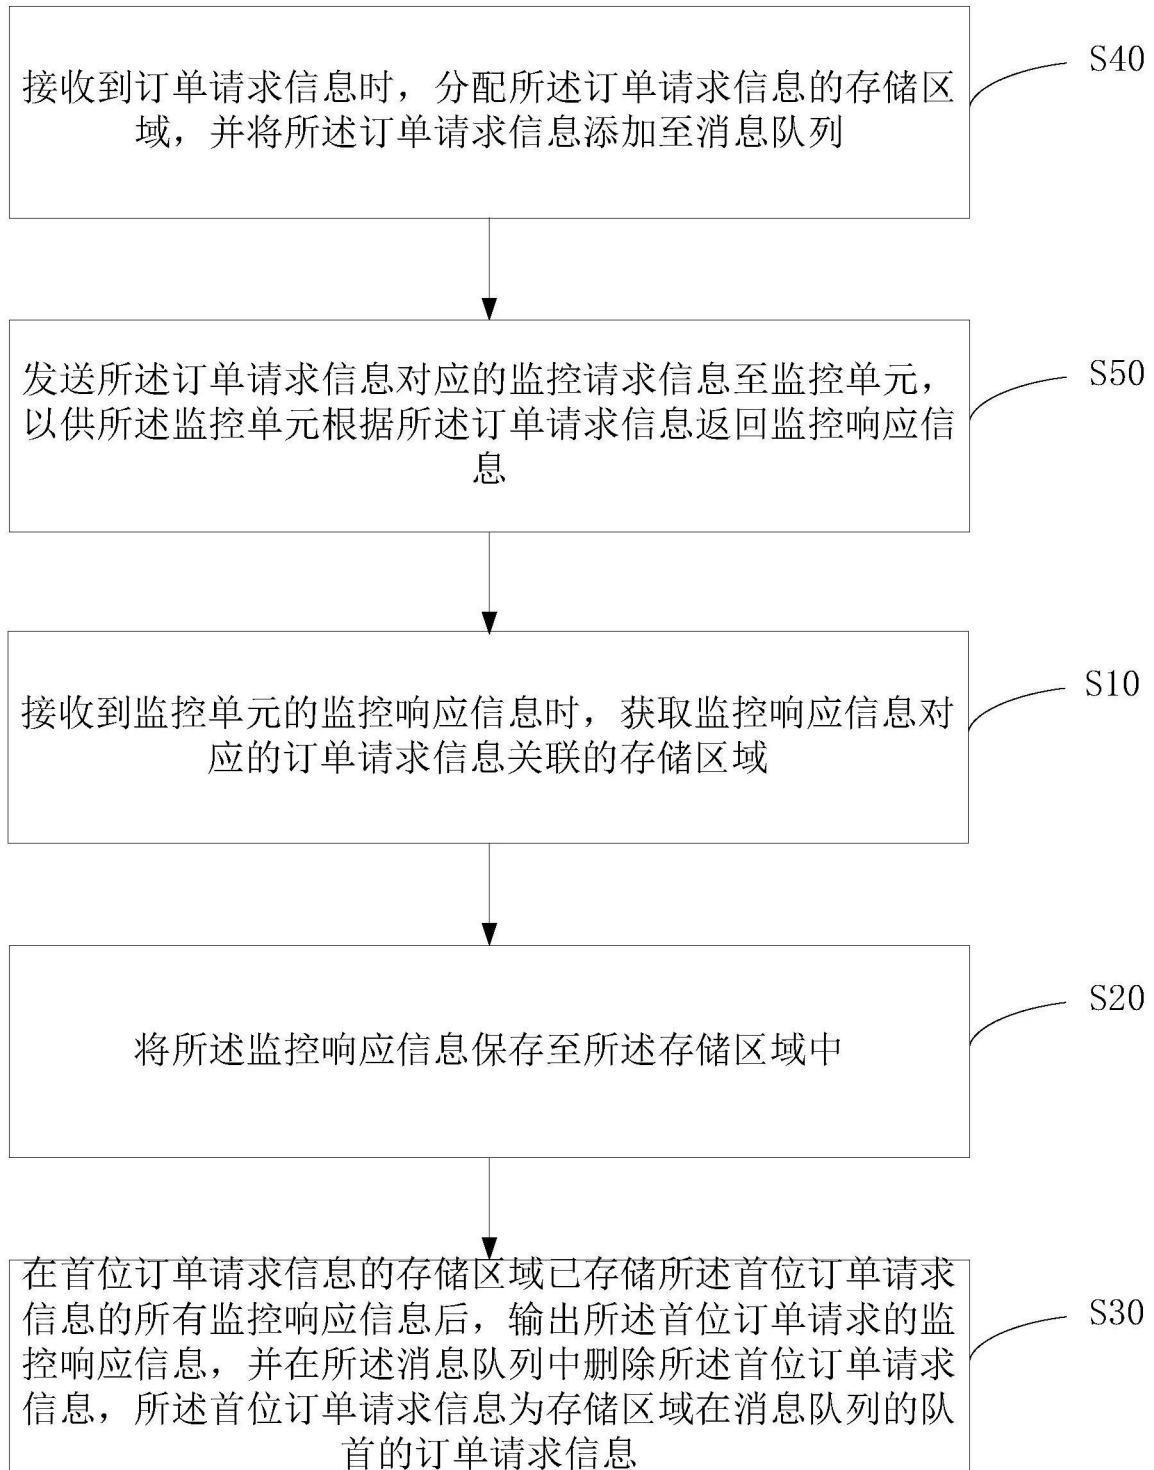 接收到订单请求信息时，分配所述订单请求信息的存储区
域，并将所述订单请求信息添加至消息队列
S40
发送所述订单请求信息对应的监控请求信息至监控单元，
以供所述监控单元根据所述订单请求信息返回监控响应信
息
S50
接收到监控单元的监控响应信息时，获取监控响应信息对
应的订单请求信息关联的存储区域
S10
将所述监控响应信息保存至所述存储区域中
S20
在首位订单请求信息的存储区域已存储所述首位订单请求
信息的所有监控响应信息后，输出所述首位订单请求的监
控响应信息，并在所述消息队列中删除所述首位订单请求
信息，所述首位订单请求信息为存储区域在消息队列的队
首的订单请求信息
S30